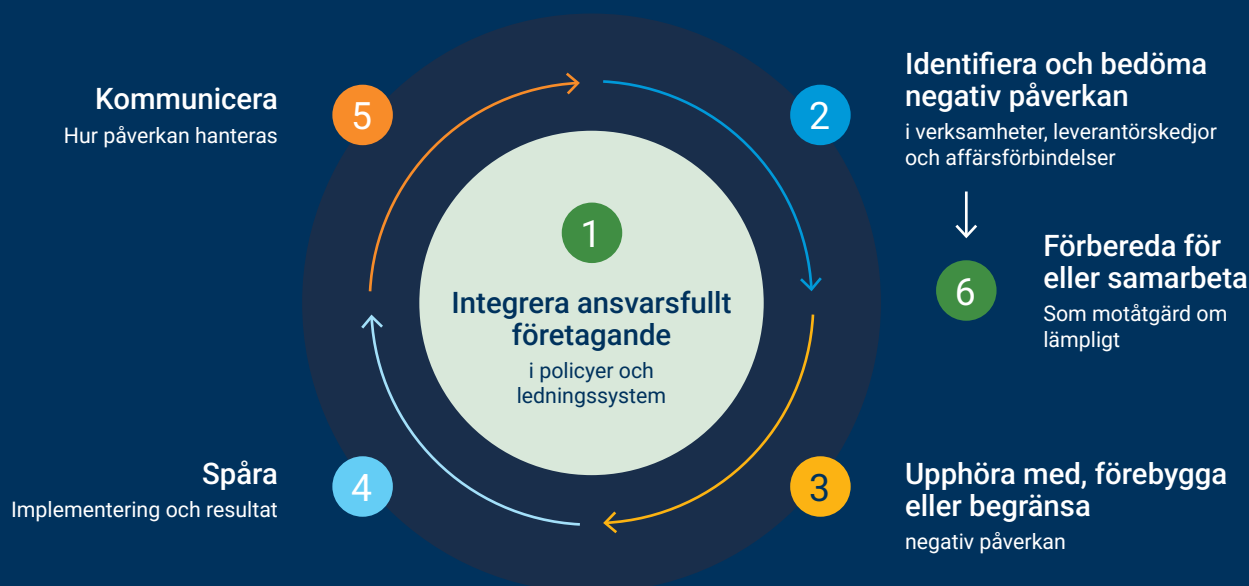 1
Integrera ansvarsfullt
företagande
i policyer och
ledningssystem
2
Identifiera och bedöma
negativ påverkan
i verksamheter, leverantörskedjor
och affärsförbindelser
6
Förbereda för
eller samarbeta
Som motåtgärd om
lämpligt
3
Upphöra med, förebygga
eller begränsa
negativ påverkan
4
Spåra
Implementering och resultat
5
Kommunicera
Hur påverkan hanteras